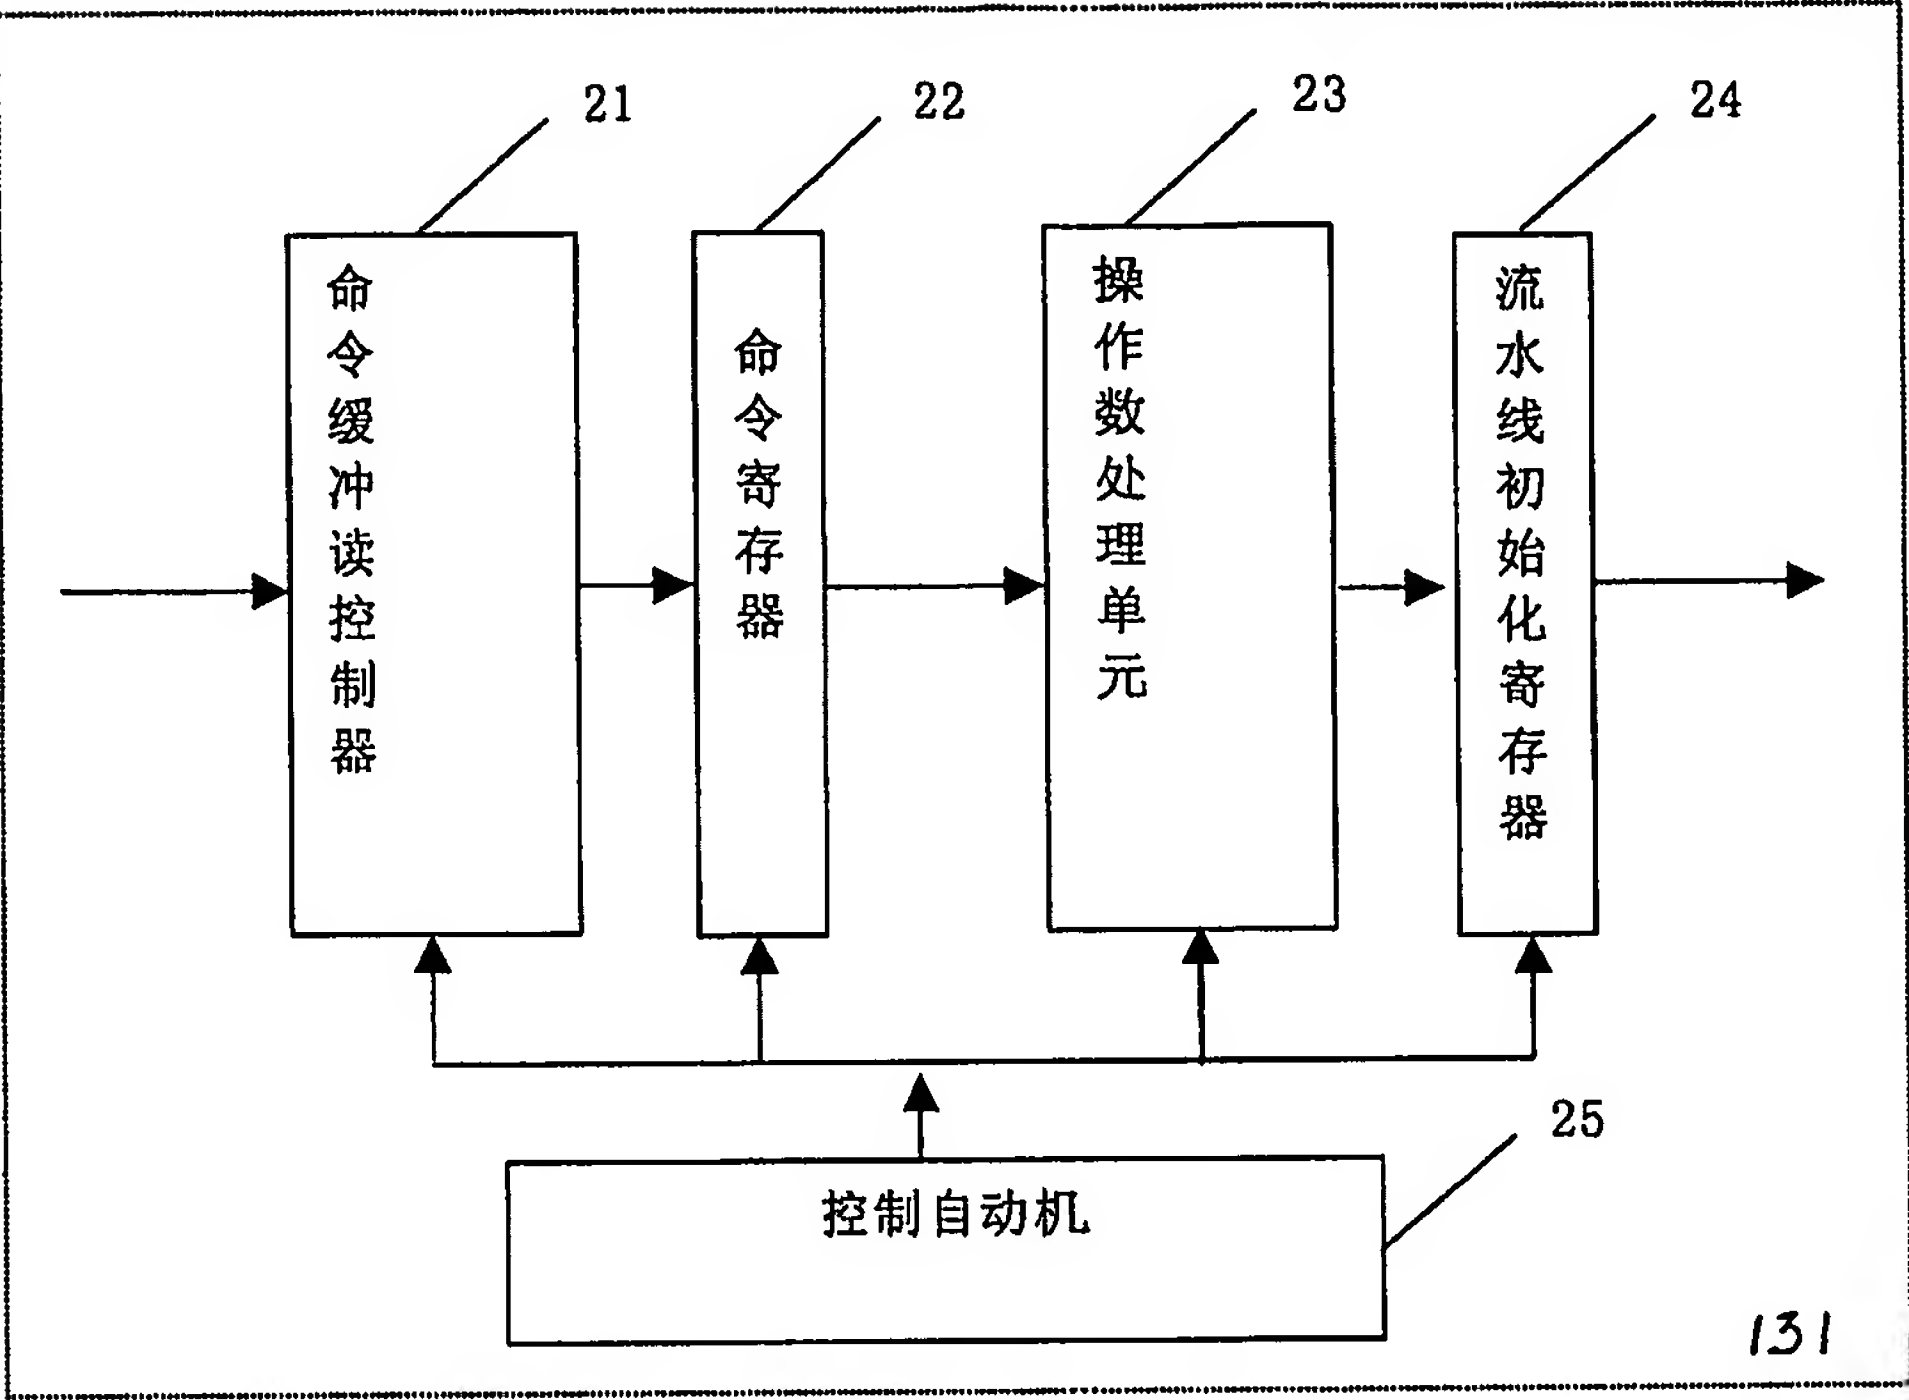 21
22
23
24
命令缓冲读控制器
命令寄存器
操作数处理单元
流水线初始化寄存器
25
控制自动机
131